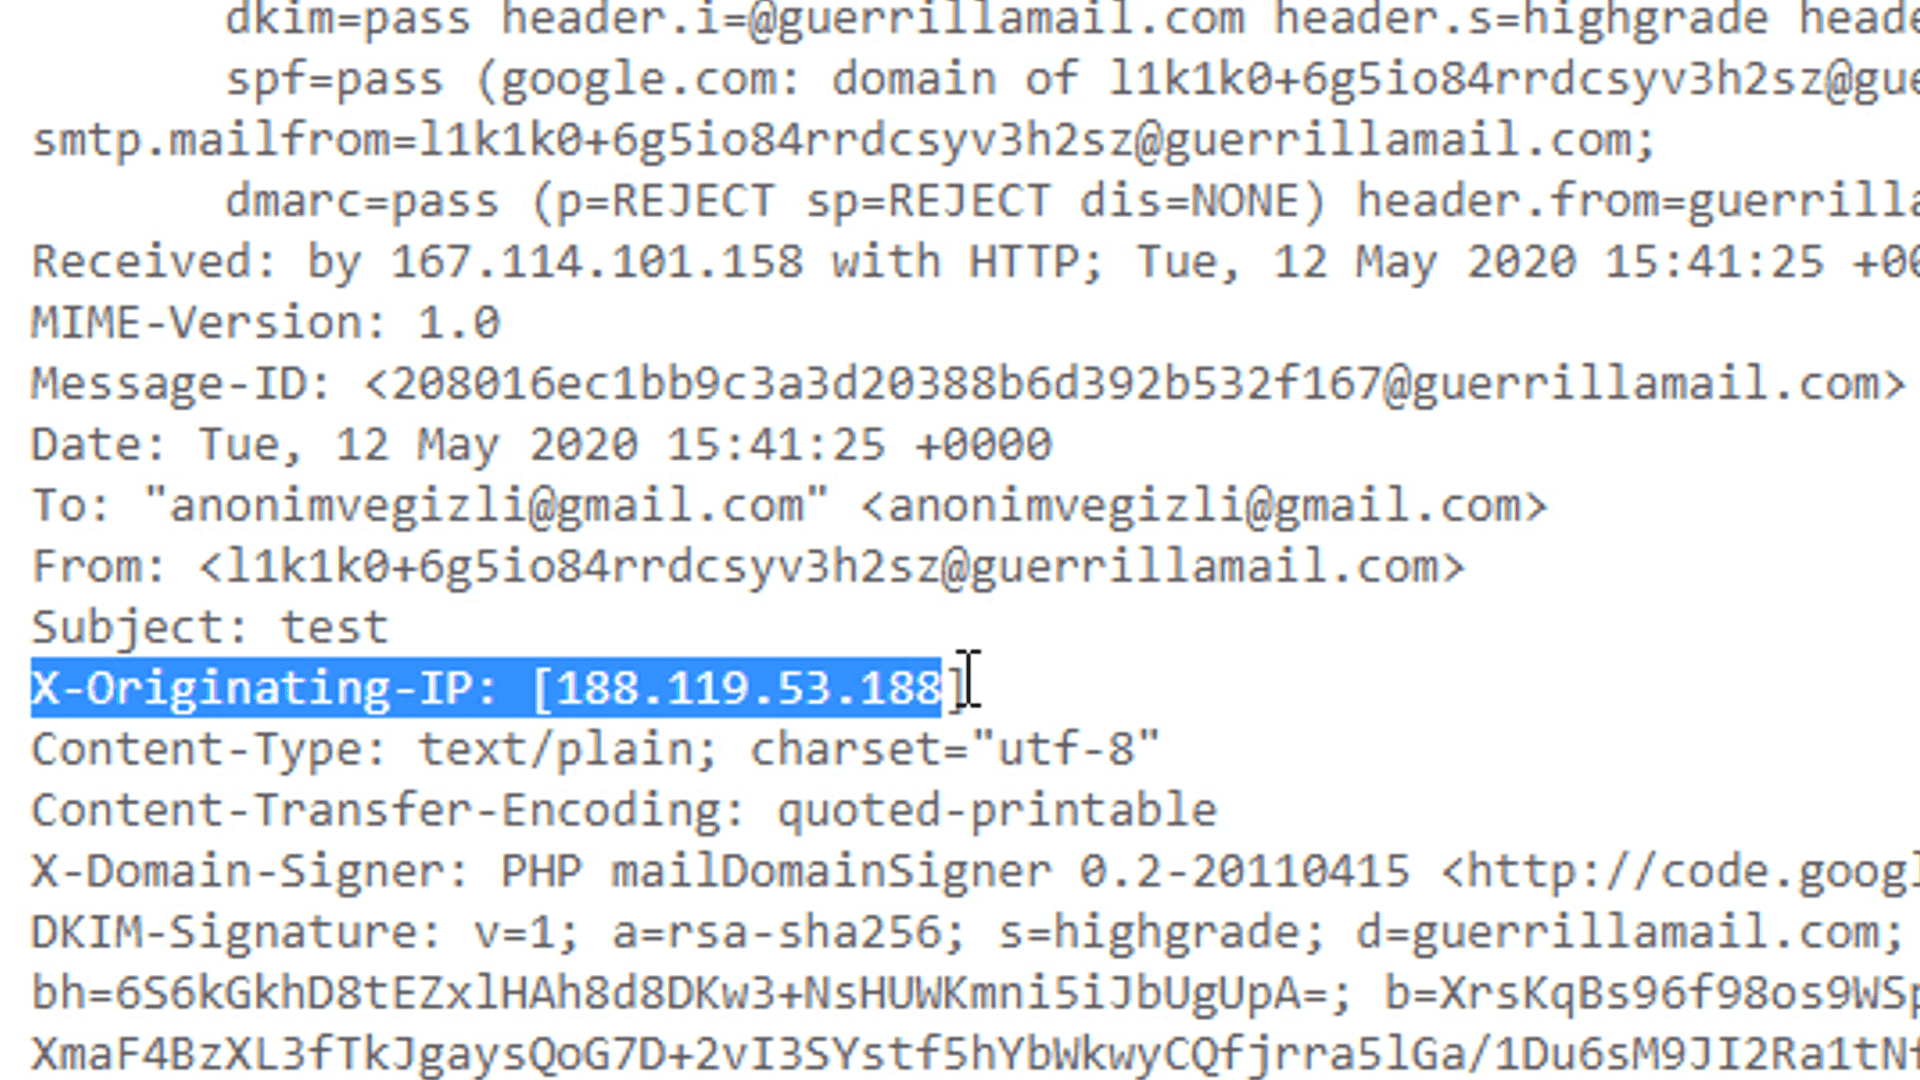 dkim=pass header.i=@guerrillamail.com header.s=highgrade heade
spf=pass (google.com: domain of l1k1k0+6g5io84rrdcsyv3h2sz@gue
smtp.mailfrom=l1k1k0+6g5io84rrdcsyv3h2sz@guerrillamail.com;
dmarc=pass (p=REJECT sp=REJECT dis=NONE) header.from=guerrilla
Received: by 167.114.101.158 with HTTP; Tue, 12 May 2020 15:41:25 +00
MIME-Version: 1.0
Message-ID: <208016ec1bb9c3a3d20388b6d392b532f167@guerrillamail.com>
Date: Tue, 12 May 2020 15:41:25 +0000
To: "anonimvegizli@gmail.com" <anonimvegizli@gmail.com>
From: <l1k1k0+6g5io84rrdcsyv3h2sz@guerrillamail.com>
Subject: test
X-Originating-IP: [188.119.53.188]
Content-Type: text/plain; charset="utf-8"
Content-Transfer-Encoding: quoted-printable
X-Domain-Signer: PHP mailDomainSigner 0.2-20110415 <http://code.googl
DKIM-Signature: v=1; a=rsa-sha256; s=highgrade; d=guerrillamail.com;
bh=6S6kGkhD8tEZxlHAh8d8DKw3+NsHUWKmni5iJbUgUpA=; b=XrsKqBs96f98os9WSp
XmaF4BzXL3fTkJgaysQoG7D+2vI3SYstf5hYbWkwyCQfjrra5lGa/1Du6sM9JI2Ra1tNf